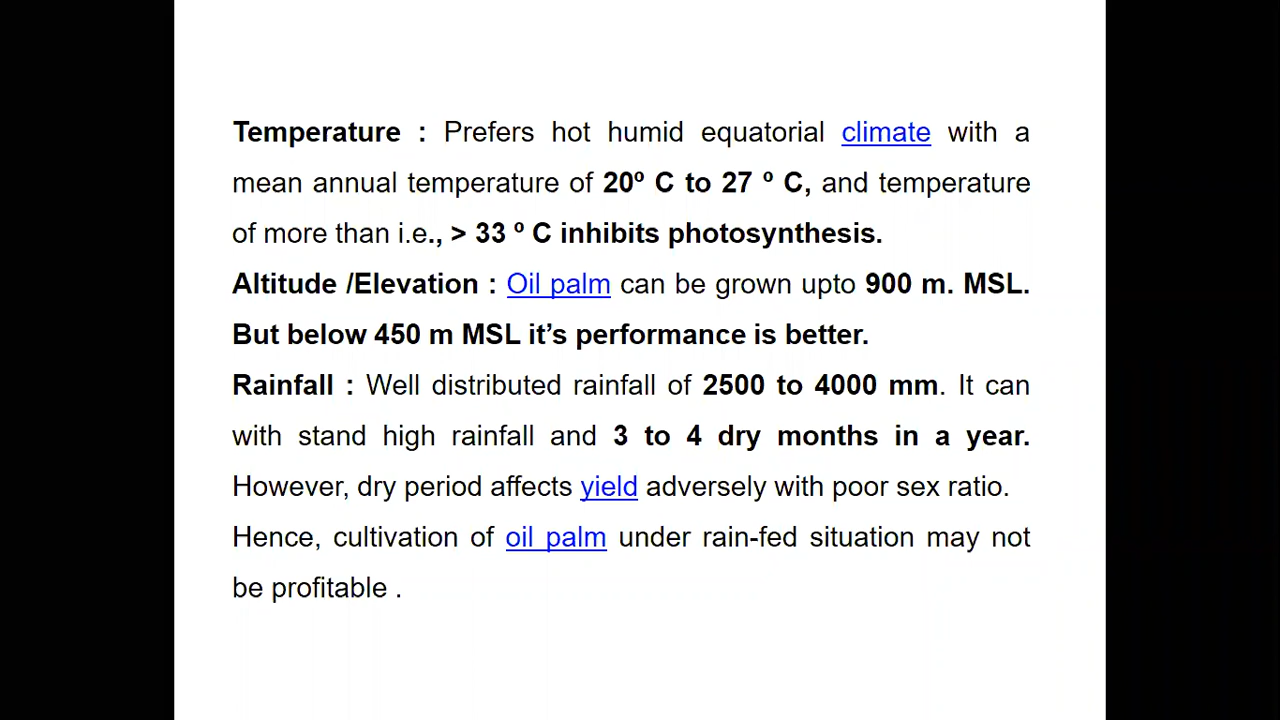 Temperature : Prefers hot humid equatorial climate with a
mean annual temperature of 20º C to 27 º C, and temperature
of more than i.e., > 33 º C inhibits photosynthesis.
Altitude /Elevation : Oil palm can be grown upto 900 m. MSL.
But below 450 m MSL it’s performance is better.
Rainfall : Well distributed rainfall of 2500 to 4000 mm. It can
with stand high rainfall and 3 to 4 dry months in a year.
However, dry period affects yield adversely with poor sex ratio.
Hence, cultivation of oil palm under rain-fed situation may not
be profitable .